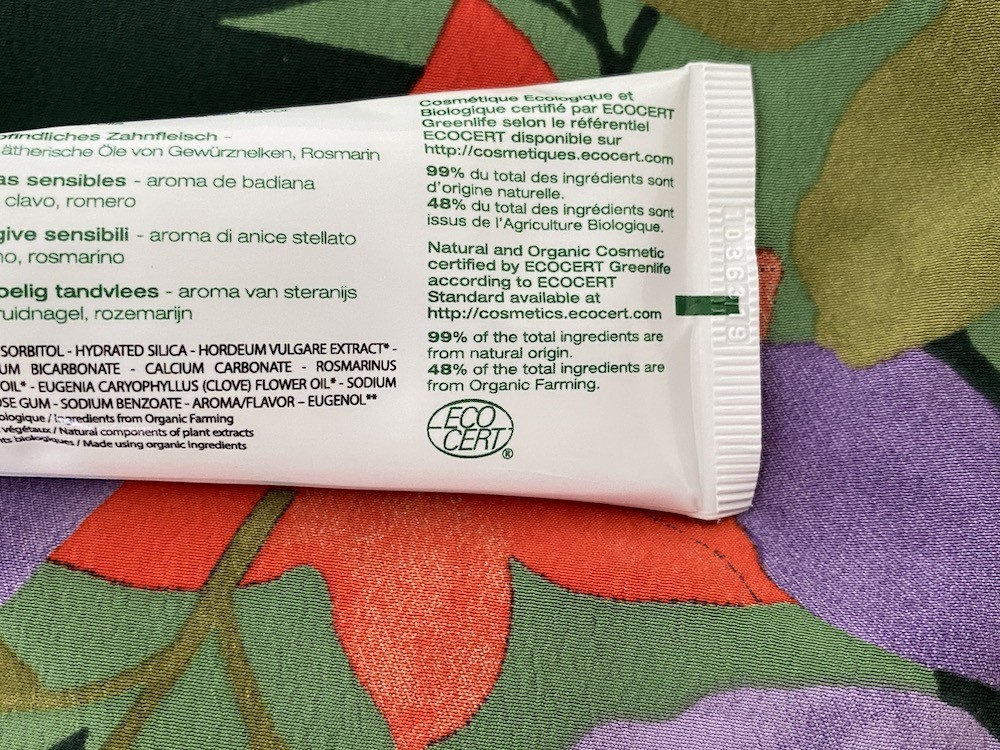 findliches Zahnfleisch -
ätherische Öle von Gewürznelken, Rosmarin
as sensibles - aroma de badiana
clavo, romero
give sensibili - aroma di anice stellato
no, rosmarino
oelig tandvlees - aroma van steranijs
ruidnagel, rozemarijn
SORBITOL - HYDRATED SILICA - HORDEUM VULGARE EXTRACT* -
UM BICARBONATE - CALCIUM CARBONATE - ROSMARINUS
OIL* - EUGENIA CARYOPHYLLUS (CLOVE) FLOWER OIL* - SODIUM
OSE GUM - SODIUM BENZOATE - AROMA/FLAVOR – EUGENOL**
ologique / Ingredients from Organic Farming
végétaux / Natural components of plant extracts
ts biologiques / Made using organic ingredients
Cosmétique Ecologique et
Biologique certifié par ECOCERT
Greenlife selon le référentiel
ECOCERT disponible sur
http://cosmetiques.ecocert.com
99% du total des ingrédients sont
d'origine naturelle.
48% du total des ingrédients sont
issus de l'Agriculture Biologique.
Natural and Organic Cosmetic
certified by ECOCERT Greenlife
according to ECOCERT
Standard available at
http://cosmetics.ecocert.com
99% of the total ingredients are
from natural origin.
48% of the total ingredients are
from Organic Farming.
ECO
CERT
®